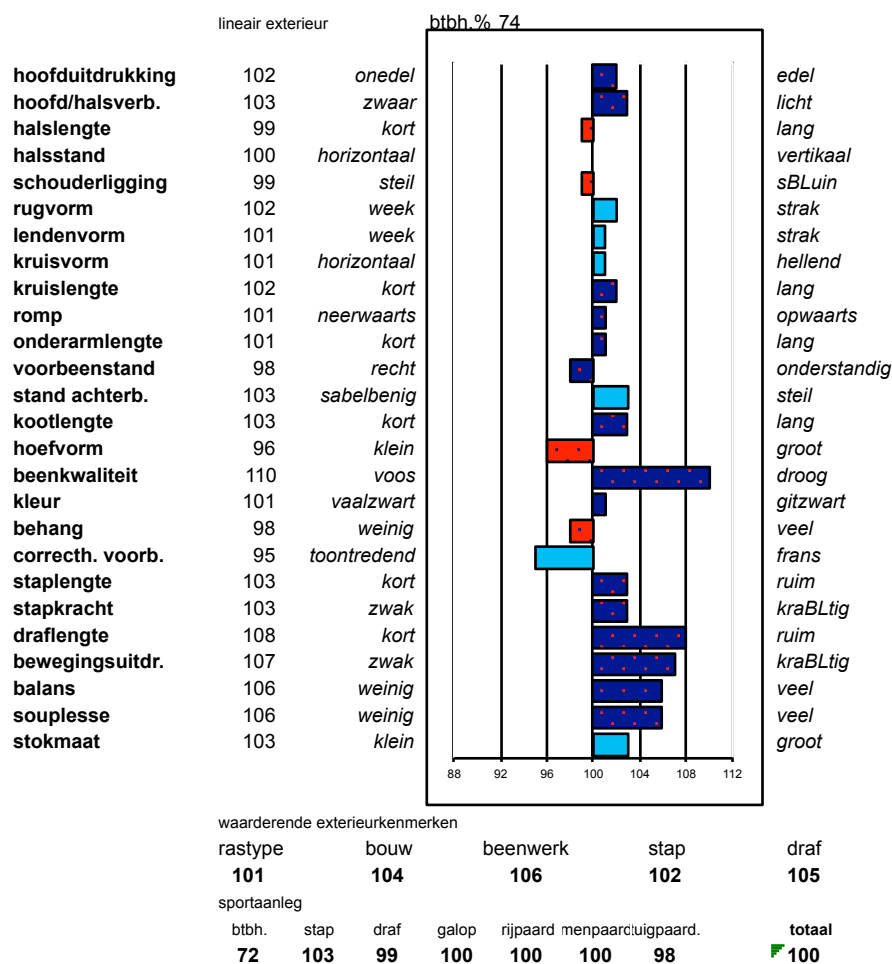 lineair exterieur btbh.% 74
hoofduitdrukking 102 onedel edel
hoofd/halsverb. 103 zwaar licht
halslengte 99 kort lang
halsstand 100 horizontaal vertikaal
schouderligging 99 steil sBLuin
rugvorm 102 week strak
lendenvorm 101 week strak
kruisvorm 101 horizontaal hellend
kruislengte 102 kort lang
romp 101 neerwaarts opwaarts
onderarmlengte 101 kort lang
voorbeenstand 98 recht onderstandig
stand achterb. 103 sabelbenig steil
kootlengte 103 kort lang
hoefvorm 96 klein groot
beenkwaliteit 110 voos droog
kleur 101 vaalzwart gitzwart
behang 98 weinig veel
correcth. voorb. 95 toontredend frans
staplengte 103 kort ruim
stapkracht 103 zwak kraBLtig
draflengte 108 kort ruim
bewegingsuitdr. 107 zwak kraBLtig
balans 106 weinig veel
souplesse 106 weinig veel
stokmaat 103 klein groot
88 92 96 100 104 108 112
waarderende exterieurkenmerken
rastype bouw beenwerk stap draf
101 104 106 102 105
sportaanleg
btbh. stap draf galop rijpaard menpaard tuigpaard. totaal
72 103 99 100 100 100 98 100